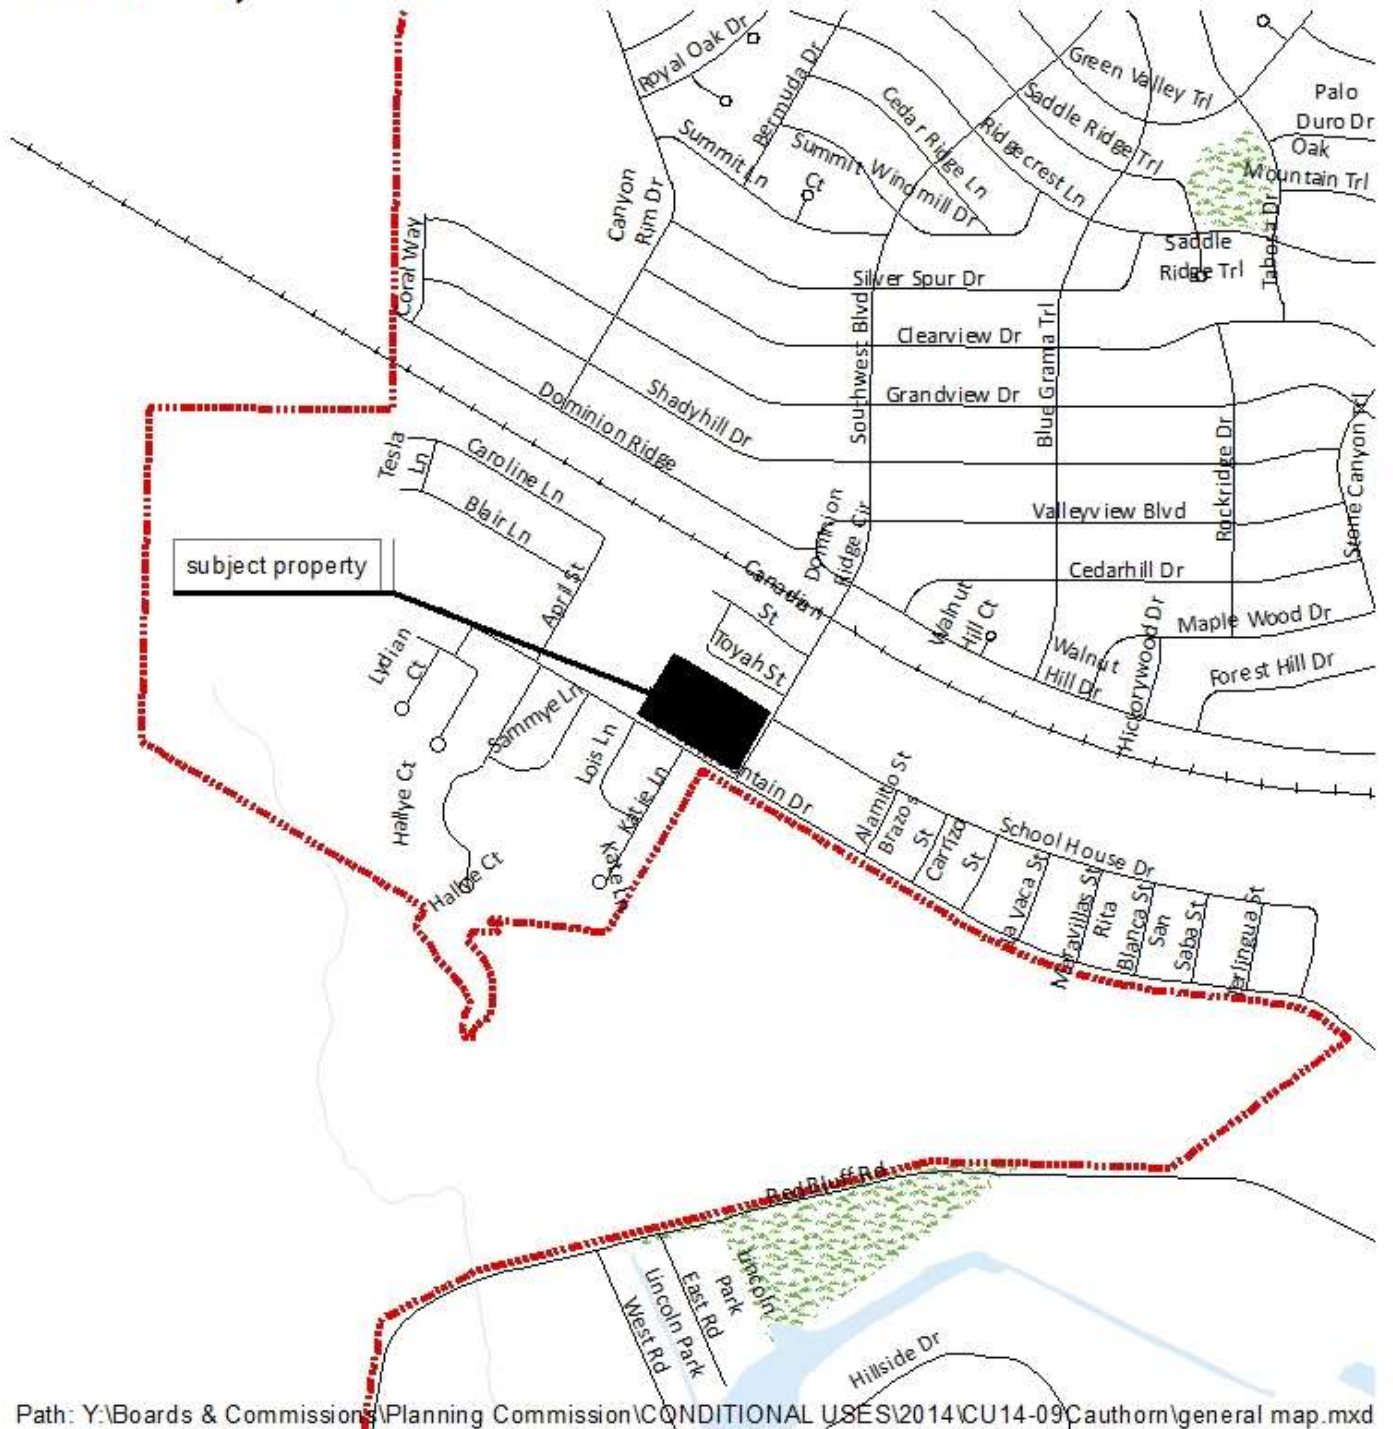 Royal Oak Dr
Bermuda Dr
Green Valley Trl
Palo
Duro Dr
Saddle Ridge Trl
Cedar Ridge Ln
Ridgecrest Ln
Oak
Mountain Trl
Summit Ln
Summit
Ct
Windmill Dr
Canyon
Rim Dr
Tabosa Dr
Saddle
Ridge Trl
Coral Way
Silver Spur Dr
Southwest Blvd
Blue Grama Trl
Clearview Dr
Grandview Dr
Shadyhill Dr
Dominion Ridge
Stone Canyon Trl
Rockridge Dr
Tesla
Ln
Caroline Ln
Blair Ln
Dominion
Ridge Cir
Valleyview Blvd
Cedarhill Dr
subject property
April St
Canadian
St
Toyah St
Walnut
Hill Ct
Maple Wood Dr
Hickorywood Dr
Walnut
Hill Dr
Forest Hill Dr
Lydian
Ct
Sammye Ln
Lois Ln
Katie Ln
Hallye Ct
Hallye Ct
Alamito St
Brazos
St
Carrizo
St
School House Dr
Vaca St
Maravillas St
Rita
Blanca St
San
Saba St
Red Bluff Rd
Lincoln
Park
East Rd
Lincoln Park
West Rd
Hillside Dr
Path: Y:\Boards & Commissions\Planning Commission\CONDITIONAL USES\2014\CU14-09Cauthorn\general map.mxd